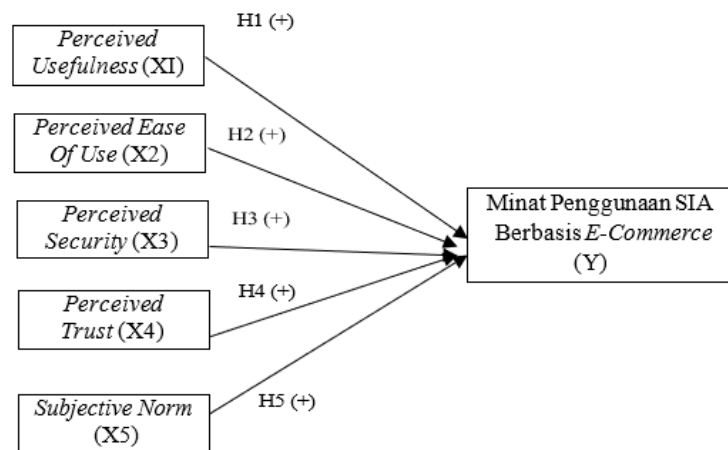 H1 (+)
Perceived
Usefulness (XI)
Perceived Ease
Of Use (X2)
H2 (+)
Perceived
Security (X3)
H3 (+)
Minat Penggunaan SIA
Berbasis E-Commerce
(Y)
Perceived
Trust (X4)
H4 (+)
Subjective Norm
(X5)
H5 (+)